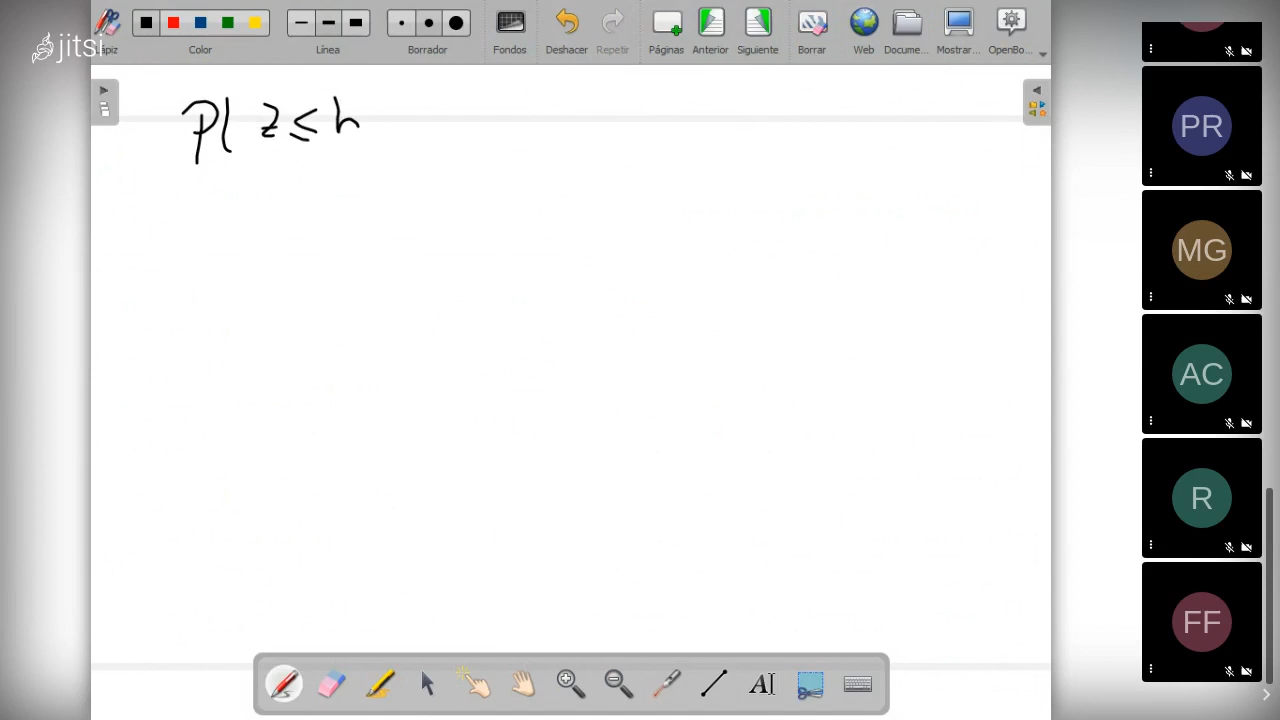 jitsi
Lápiz Color Línea Borrador Fondos Deshacer Repetir Páginas Anterior Siguiente Borrar Web Docume... Mostrar... OpenBo...
P( z ≤ h
PR
MG
AC
R
FF
AI